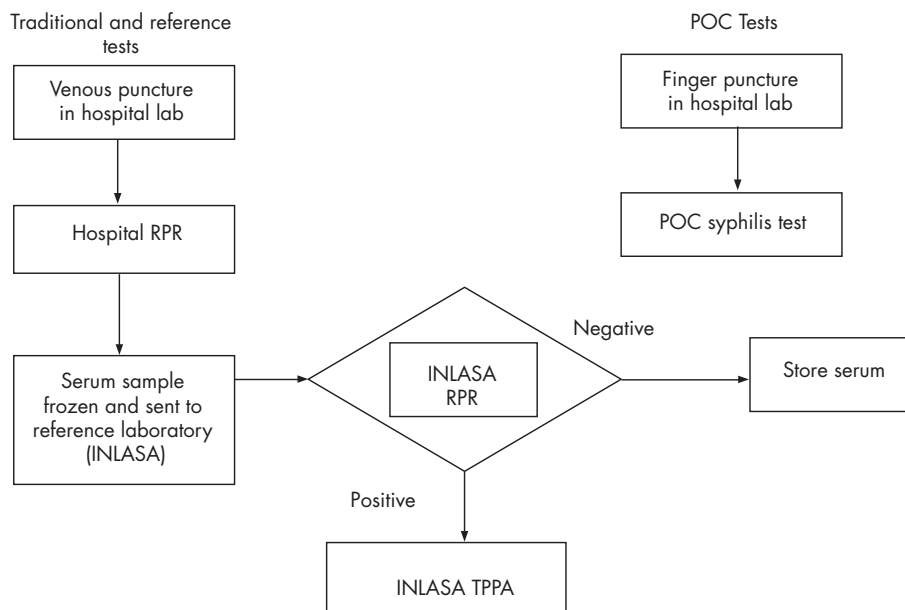 Traditional and reference
tests
Venous puncture
in hospital lab
Hospital RPR
Serum sample
frozen and sent to
reference laboratory
(INLASA)
POC Tests
Finger puncture
in hospital lab
POC syphilis test
INLASA
RPR
Negative
Store serum
Positive
INLASA TPPA